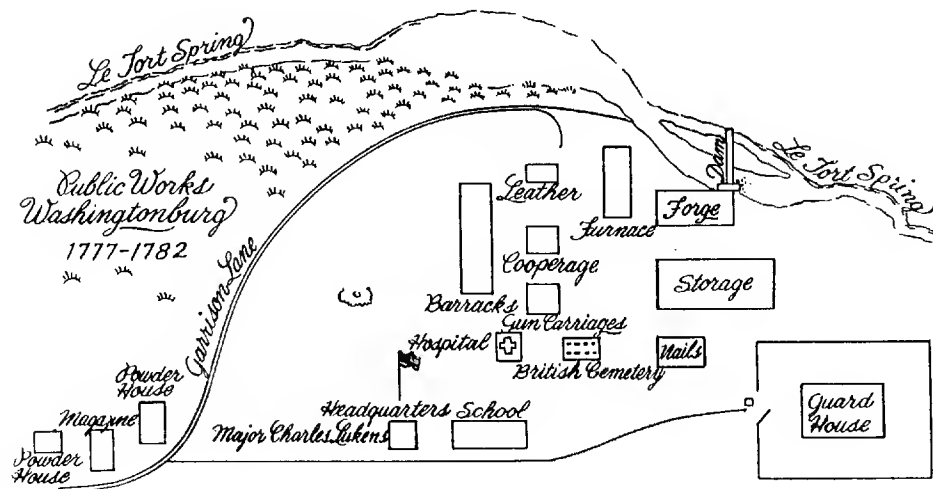 Le Tort Spring
Public Works
Washingtonburg
1777-1782
Garrison Lane
Leather
Furnace
Forge
Dam
Le Tort Spring
Cooperage
Barracks
Gun Carriages
Storage
Hospital
British Cemetery
Nails
Powder
House
Magazine
Powder
House
Headquarters
Major Charles Lukens
School
Guard
House